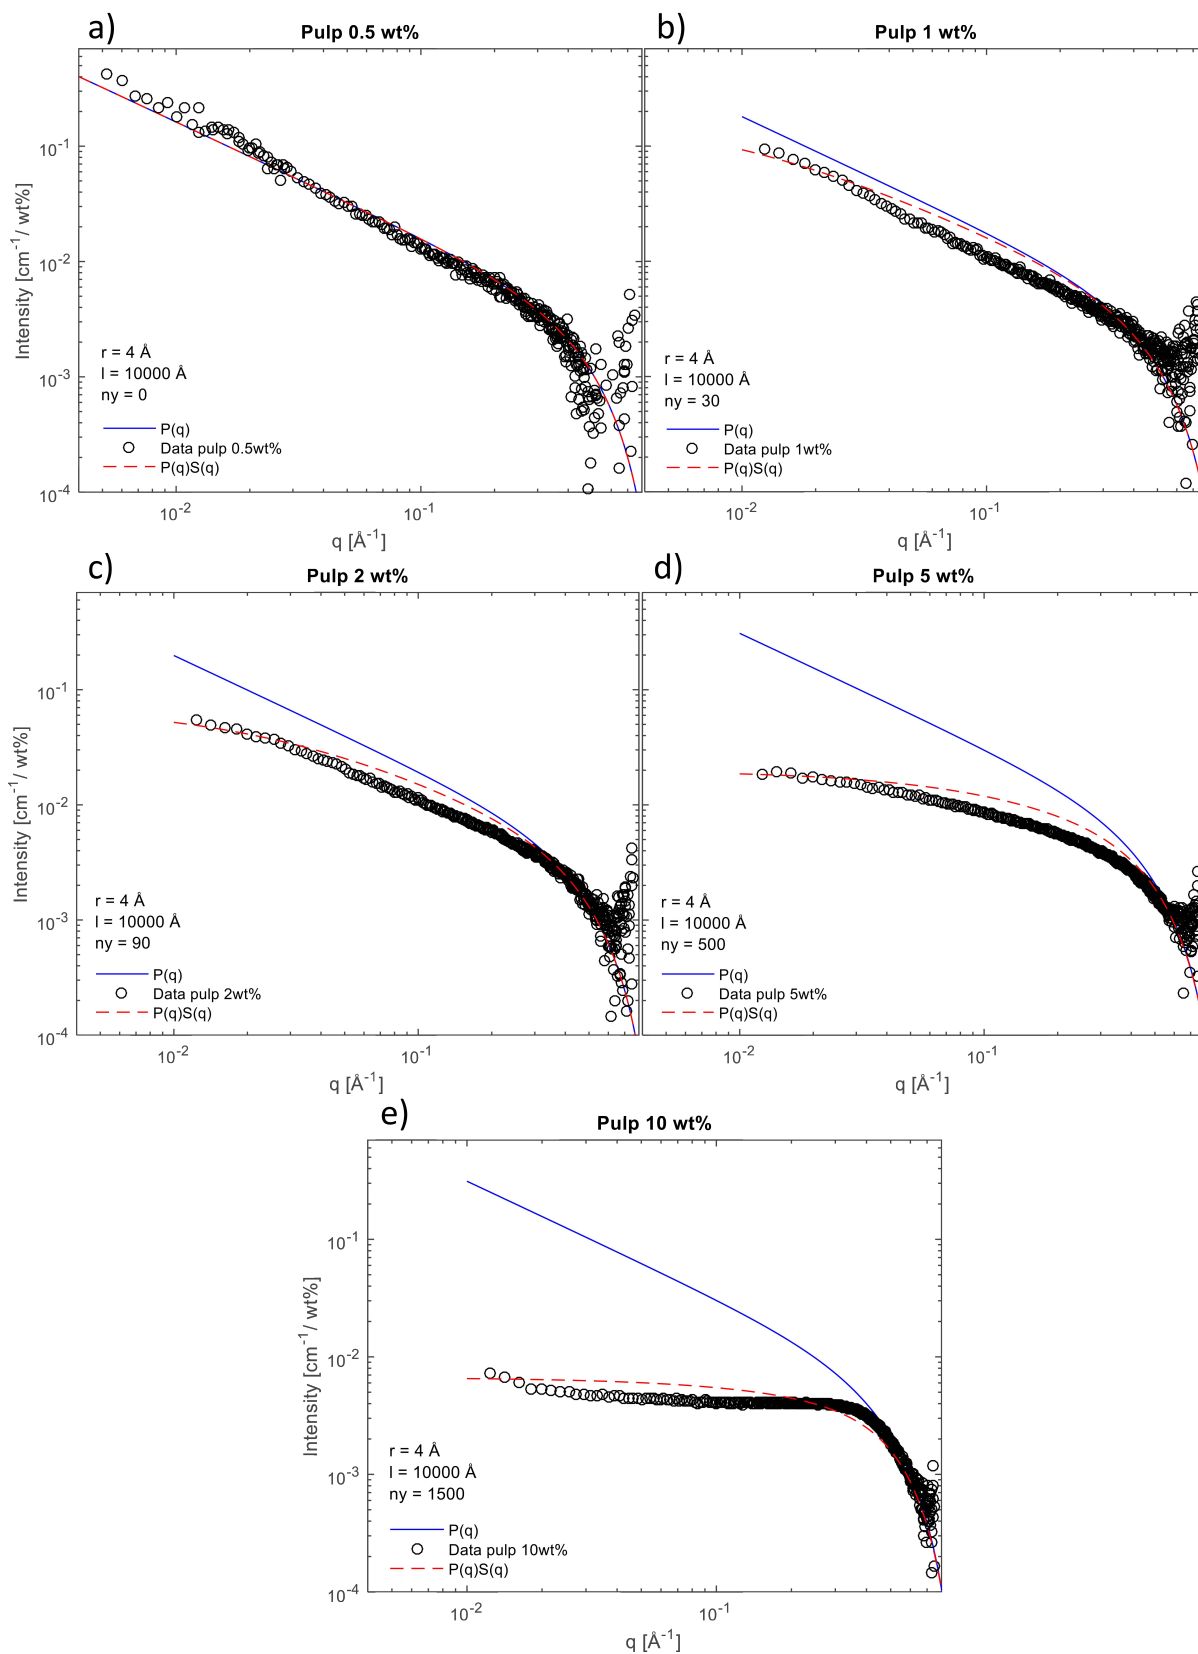 a)
Pulp 0.5 wt%
10⁻¹
10⁻²
10⁻³
10⁻⁴
Intensity [cm⁻¹/ wt%]
r = 4 Å
l = 10000 Å
ny = 0
P(q)
Data pulp 0.5wt%
P(q)S(q)
10⁻²
10⁻¹
q [Å⁻¹]
b)
Pulp 1 wt%
r = 4 Å
l = 10000 Å
ny = 30
P(q)
Data pulp 1wt%
P(q)S(q)
10⁻²
10⁻¹
q [Å⁻¹]
c)
Pulp 2 wt%
10⁻¹
10⁻²
10⁻³
10⁻⁴
Intensity [cm⁻¹/ wt%]
r = 4 Å
l = 10000 Å
ny = 90
P(q)
Data pulp 2wt%
P(q)S(q)
10⁻²
10⁻¹
q [Å⁻¹]
d)
Pulp 5 wt%
r = 4 Å
l = 10000 Å
ny = 500
P(q)
Data pulp 5wt%
P(q)S(q)
10⁻²
10⁻¹
q [Å⁻¹]
e)
Pulp 10 wt%
10⁻¹
10⁻²
10⁻³
10⁻⁴
Intensity [cm⁻¹/ wt%]
r = 4 Å
l = 10000 Å
ny = 1500
P(q)
Data pulp 10wt%
P(q)S(q)
10⁻²
10⁻¹
q [Å⁻¹]